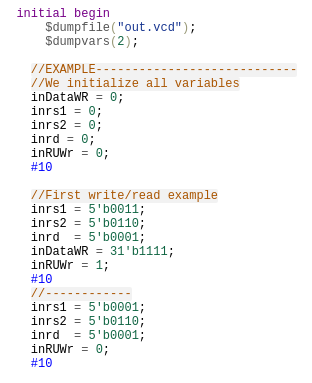 initial begin
$dumpfile("out.vcd");
$dumpvars(2);
//EXAMPLE----------------------------
//We initialize all variables
inDataWR = 0;
inrs1 = 0;
inrs2 = 0;
inrd = 0;
inRUWr = 0;
#10
//First write/read example
inrs1 = 5'b0011;
inrs2 = 5'b0110;
inrd  = 5'b0001;
inDataWR = 31'b1111;
inRUWr = 1;
#10
//------------
inrs1 = 5'b0001;
inrs2 = 5'b0110;
inrd  = 5'b0001;
inRUWr = 0;
#10